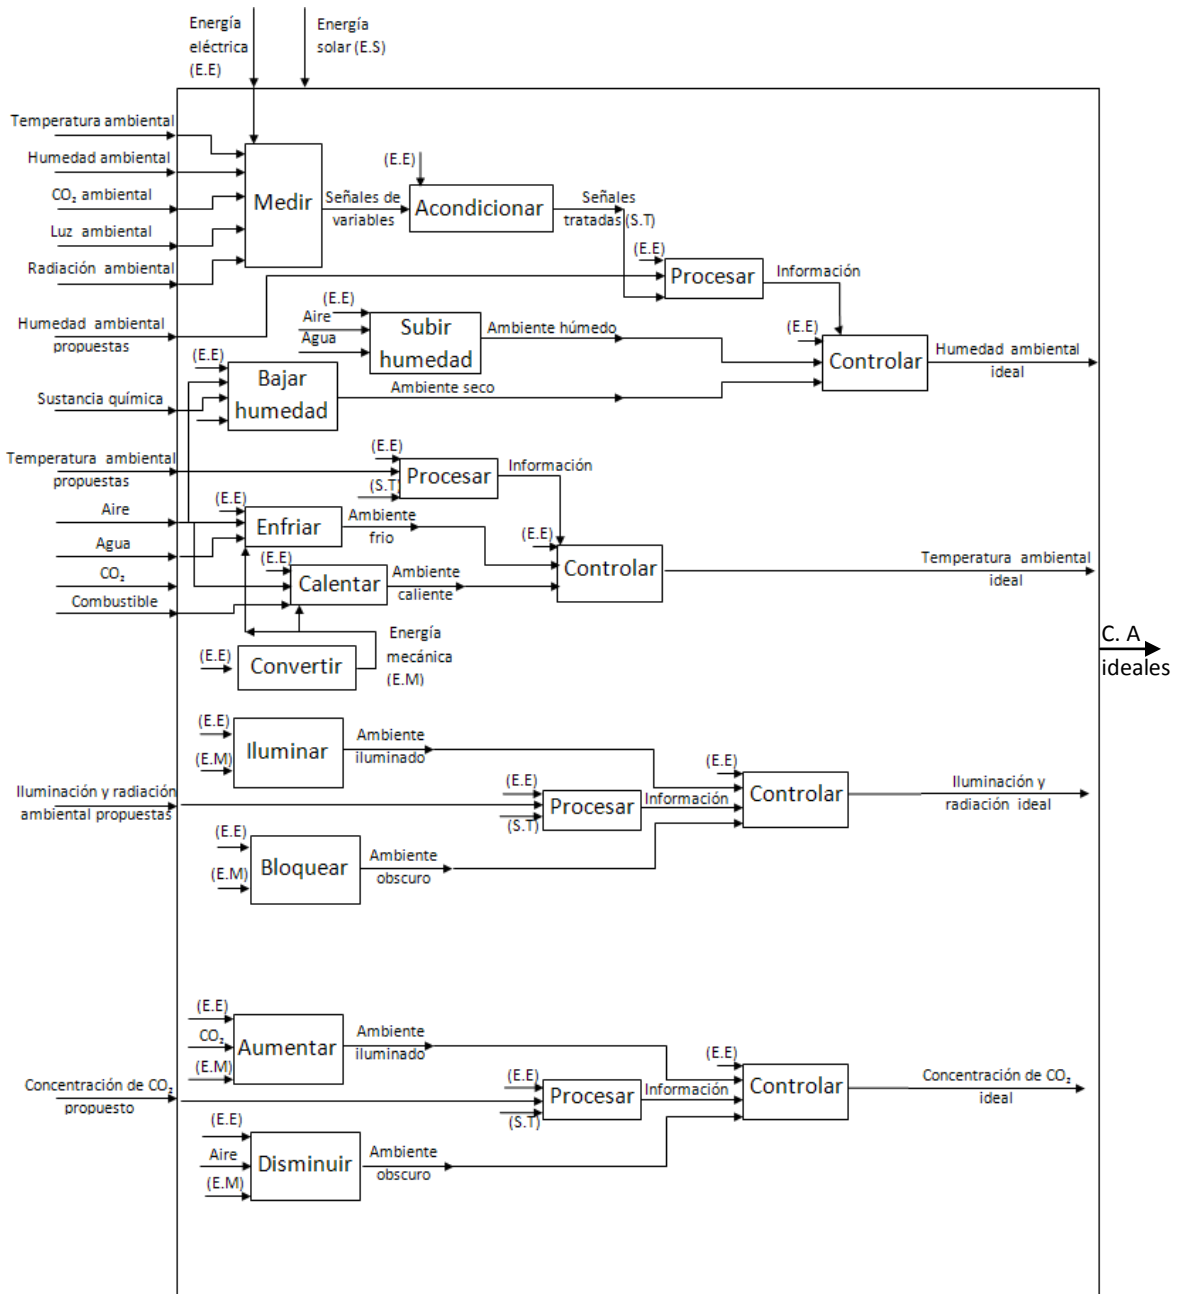 Energía
eléctrica
(E.E)
Energía
solar (E.S)
Temperatura ambiental
Humedad ambiental
CO₂ ambiental
Luz ambiental
Radiación ambiental
Medir
Señales de
variables
(E.E)
Acondicionar
Señales
tratadas (S.T)
(E.E)
Procesar
Información
Humedad ambiental
propuestas
(E.E)
Aire
Agua
Subir
humedad
Ambiente húmedo
(E.E)
Controlar
Humedad ambiental
ideal
(E.E)
Bajar
humedad
Ambiente seco
Sustancia química
Temperatura ambiental
propuestas
(E.E)
(S.T)
Procesar
Información
Aire
Agua
CO₂
Combustible
(E.E)
Enfriar
Ambiente
frio
(E.E)
Calentar
Ambiente
caliente
(E.E)
Controlar
Temperatura ambiental
ideal
(E.E)
Convertir
Energía
mecánica
(E.M)
C. A
ideales
(E.E)
(E.M)
Iluminar
Ambiente
iluminado
Iluminación y radiación
ambiental propuestas
(E.E)
(S.T)
Procesar
Información
(E.E)
Controlar
Iluminación y
radiación ideal
(E.E)
(E.M)
Bloquear
Ambiente
obscuro
(E.E)
CO₂
(E.M)
Aumentar
Ambiente
iluminado
Concentración de CO₂
propuesto
(E.E)
(S.T)
Procesar
Información
(E.E)
Controlar
Concentración de CO₂
ideal
(E.E)
Aire
(E.M)
Disminuir
Ambiente
obscuro